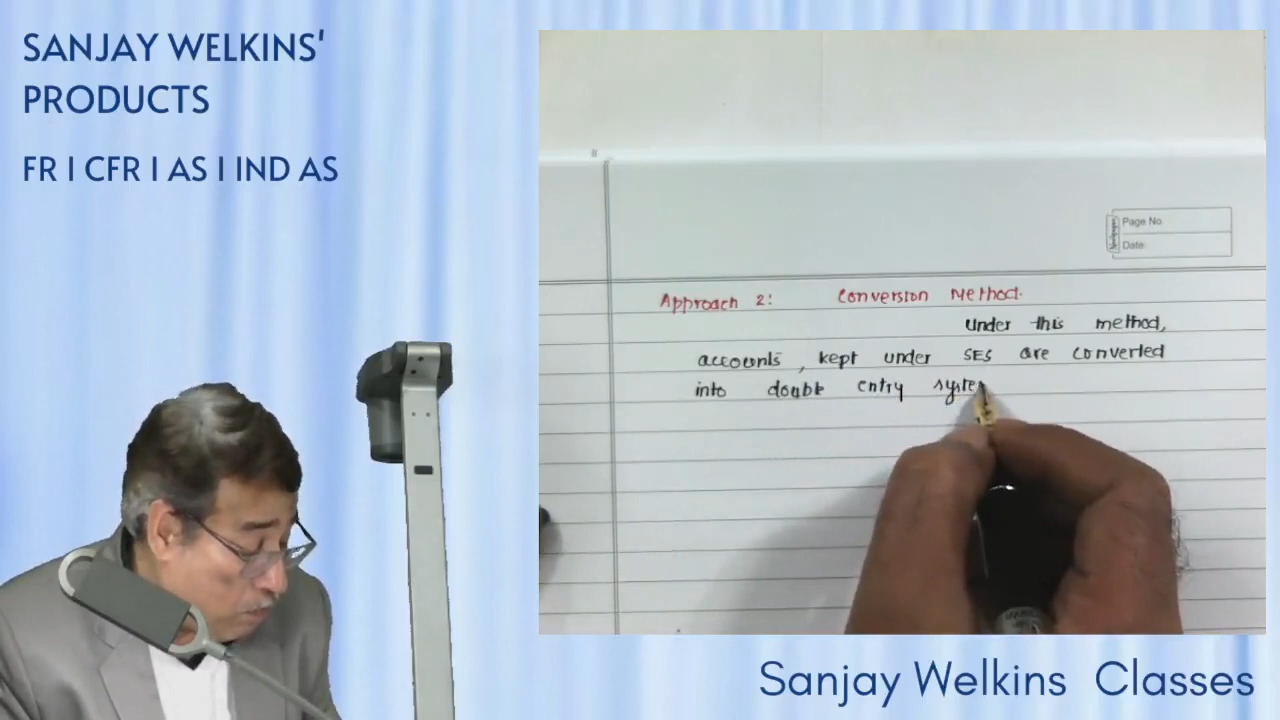 SANJAY WELKINS'
PRODUCTS
FR I CFR I AS I IND AS
Page No.
Date:
Approach 2: Conversion Method.
Under this method,
accounts, kept under SES are converted
into double entry system
Sanjay Welkins Classes